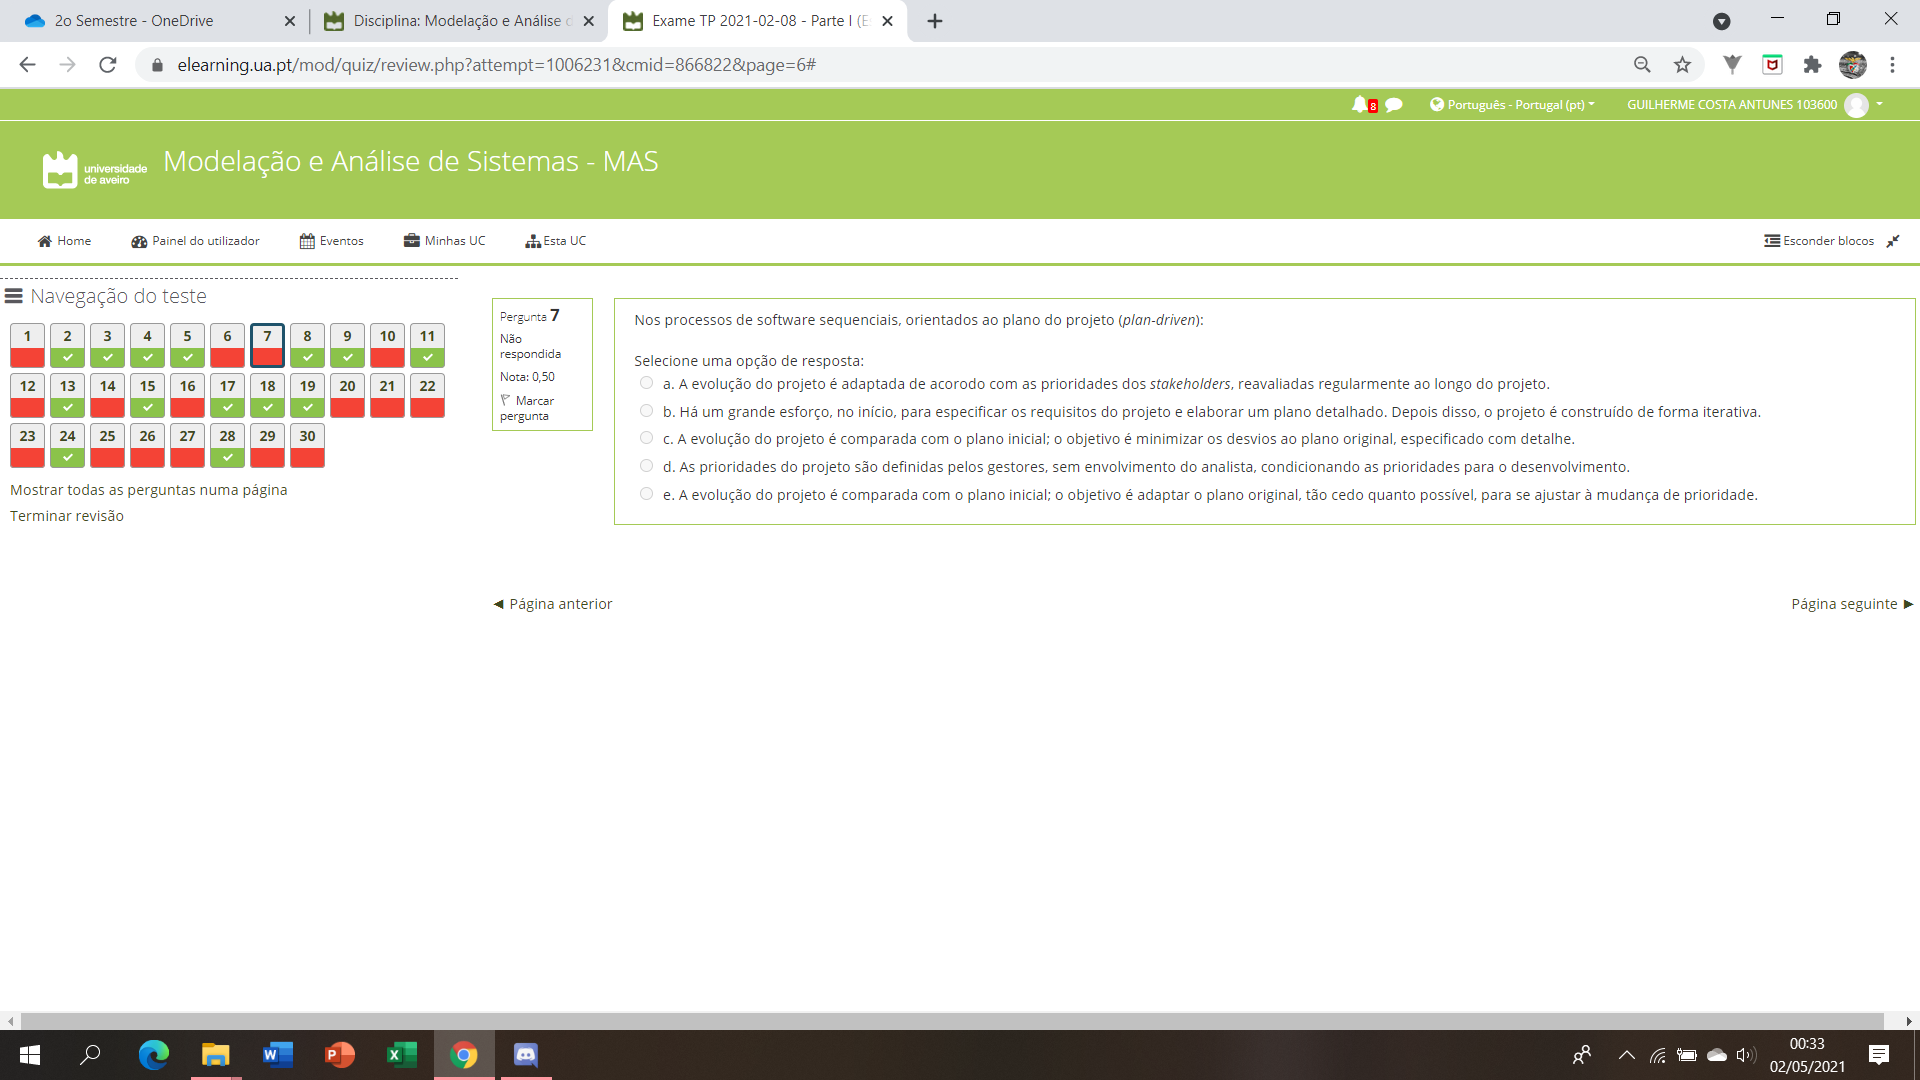 2o Semestre - OneDrive
Disciplina: Modelação e Análise d
Exame TP 2021-02-08 - Parte I (E
elearning.ua.pt/mod/quiz/review.php?attempt=1006231&cmid=866822&page=6#
8
Português - Portugal (pt)
GUILHERME COSTA ANTUNES 103600
universidade
de aveiro
Modelação e Análise de Sistemas - MAS
Home
Painel do utilizador
Eventos
Minhas UC
Esta UC
Esconder blocos
Navegação do teste
1 2 3 4 5 6 7 8 9 10 11
12 13 14 15 16 17 18 19 20 21 22
23 24 25 26 27 28 29 30
Mostrar todas as perguntas numa página
Terminar revisão
Pergunta 7
Não
respondida
Nota: 0,50
Marcar
pergunta
Nos processos de software sequenciais, orientados ao plano do projeto (plan-driven):
Selecione uma opção de resposta:
a. A evolução do projeto é adaptada de acorodo com as prioridades dos stakeholders, reavaliadas regularmente ao longo do projeto.
b. Há um grande esforço, no início, para especificar os requisitos do projeto e elaborar um plano detalhado. Depois disso, o projeto é construído de forma iterativa.
c. A evolução do projeto é comparada com o plano inicial; o objetivo é minimizar os desvios ao plano original, especificado com detalhe.
d. As prioridades do projeto são definidas pelos gestores, sem envolvimento do analista, condicionando as prioridades para o desenvolvimento.
e. A evolução do projeto é comparada com o plano inicial; o objetivo é adaptar o plano original, tão cedo quanto possível, para se ajustar à mudança de prioridade.
◄ Página anterior
Página seguinte ►
00:33
02/05/2021